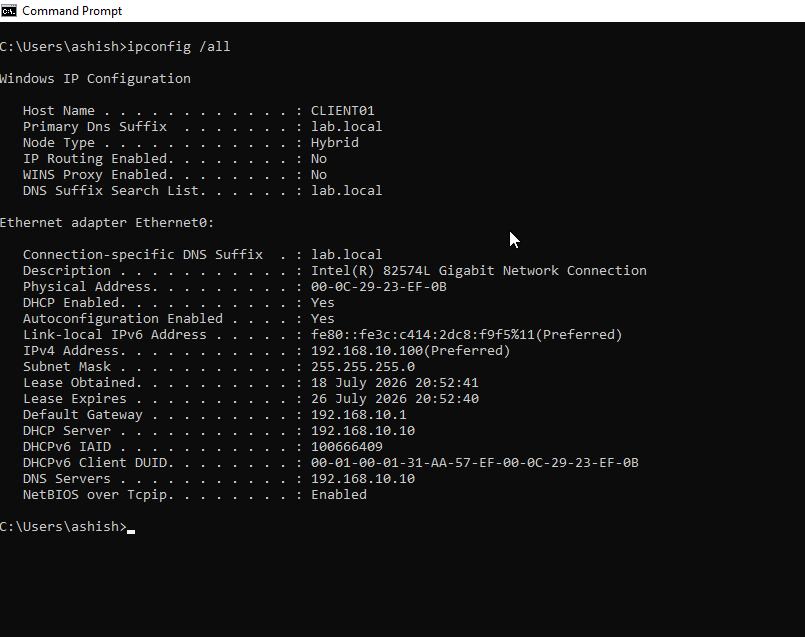 Command Prompt
C:\Users\ashish>ipconfig /all
Windows IP Configuration
   Host Name . . . . . . . . . . . . : CLIENT01
   Primary Dns Suffix  . . . . . . . : lab.local
   Node Type . . . . . . . . . . . . : Hybrid
   IP Routing Enabled. . . . . . . . : No
   WINS Proxy Enabled. . . . . . . . : No
   DNS Suffix Search List. . . . . . : lab.local
Ethernet adapter Ethernet0:
   Connection-specific DNS Suffix  . : lab.local
   Description . . . . . . . . . . . : Intel(R) 82574L Gigabit Network Connection
   Physical Address. . . . . . . . . : 00-0C-29-23-EF-0B
   DHCP Enabled. . . . . . . . . . . : Yes
   Autoconfiguration Enabled . . . . : Yes
   Link-local IPv6 Address . . . . . : fe80::fe3c:c414:2dc8:f9f5%11(Preferred)
   IPv4 Address. . . . . . . . . . . : 192.168.10.100(Preferred)
   Subnet Mask . . . . . . . . . . . : 255.255.255.0
   Lease Obtained. . . . . . . . . . : 18 July 2026 20:52:41
   Lease Expires . . . . . . . . . . : 26 July 2026 20:52:40
   Default Gateway . . . . . . . . . : 192.168.10.1
   DHCP Server . . . . . . . . . . . : 192.168.10.10
   DHCPv6 IAID . . . . . . . . . . . : 100666409
   DHCPv6 Client DUID. . . . . . . . : 00-01-00-01-31-AA-57-EF-00-0C-29-23-EF-0B
   DNS Servers . . . . . . . . . . . : 192.168.10.10
   NetBIOS over Tcpip. . . . . . . . : Enabled
C:\Users\ashish>